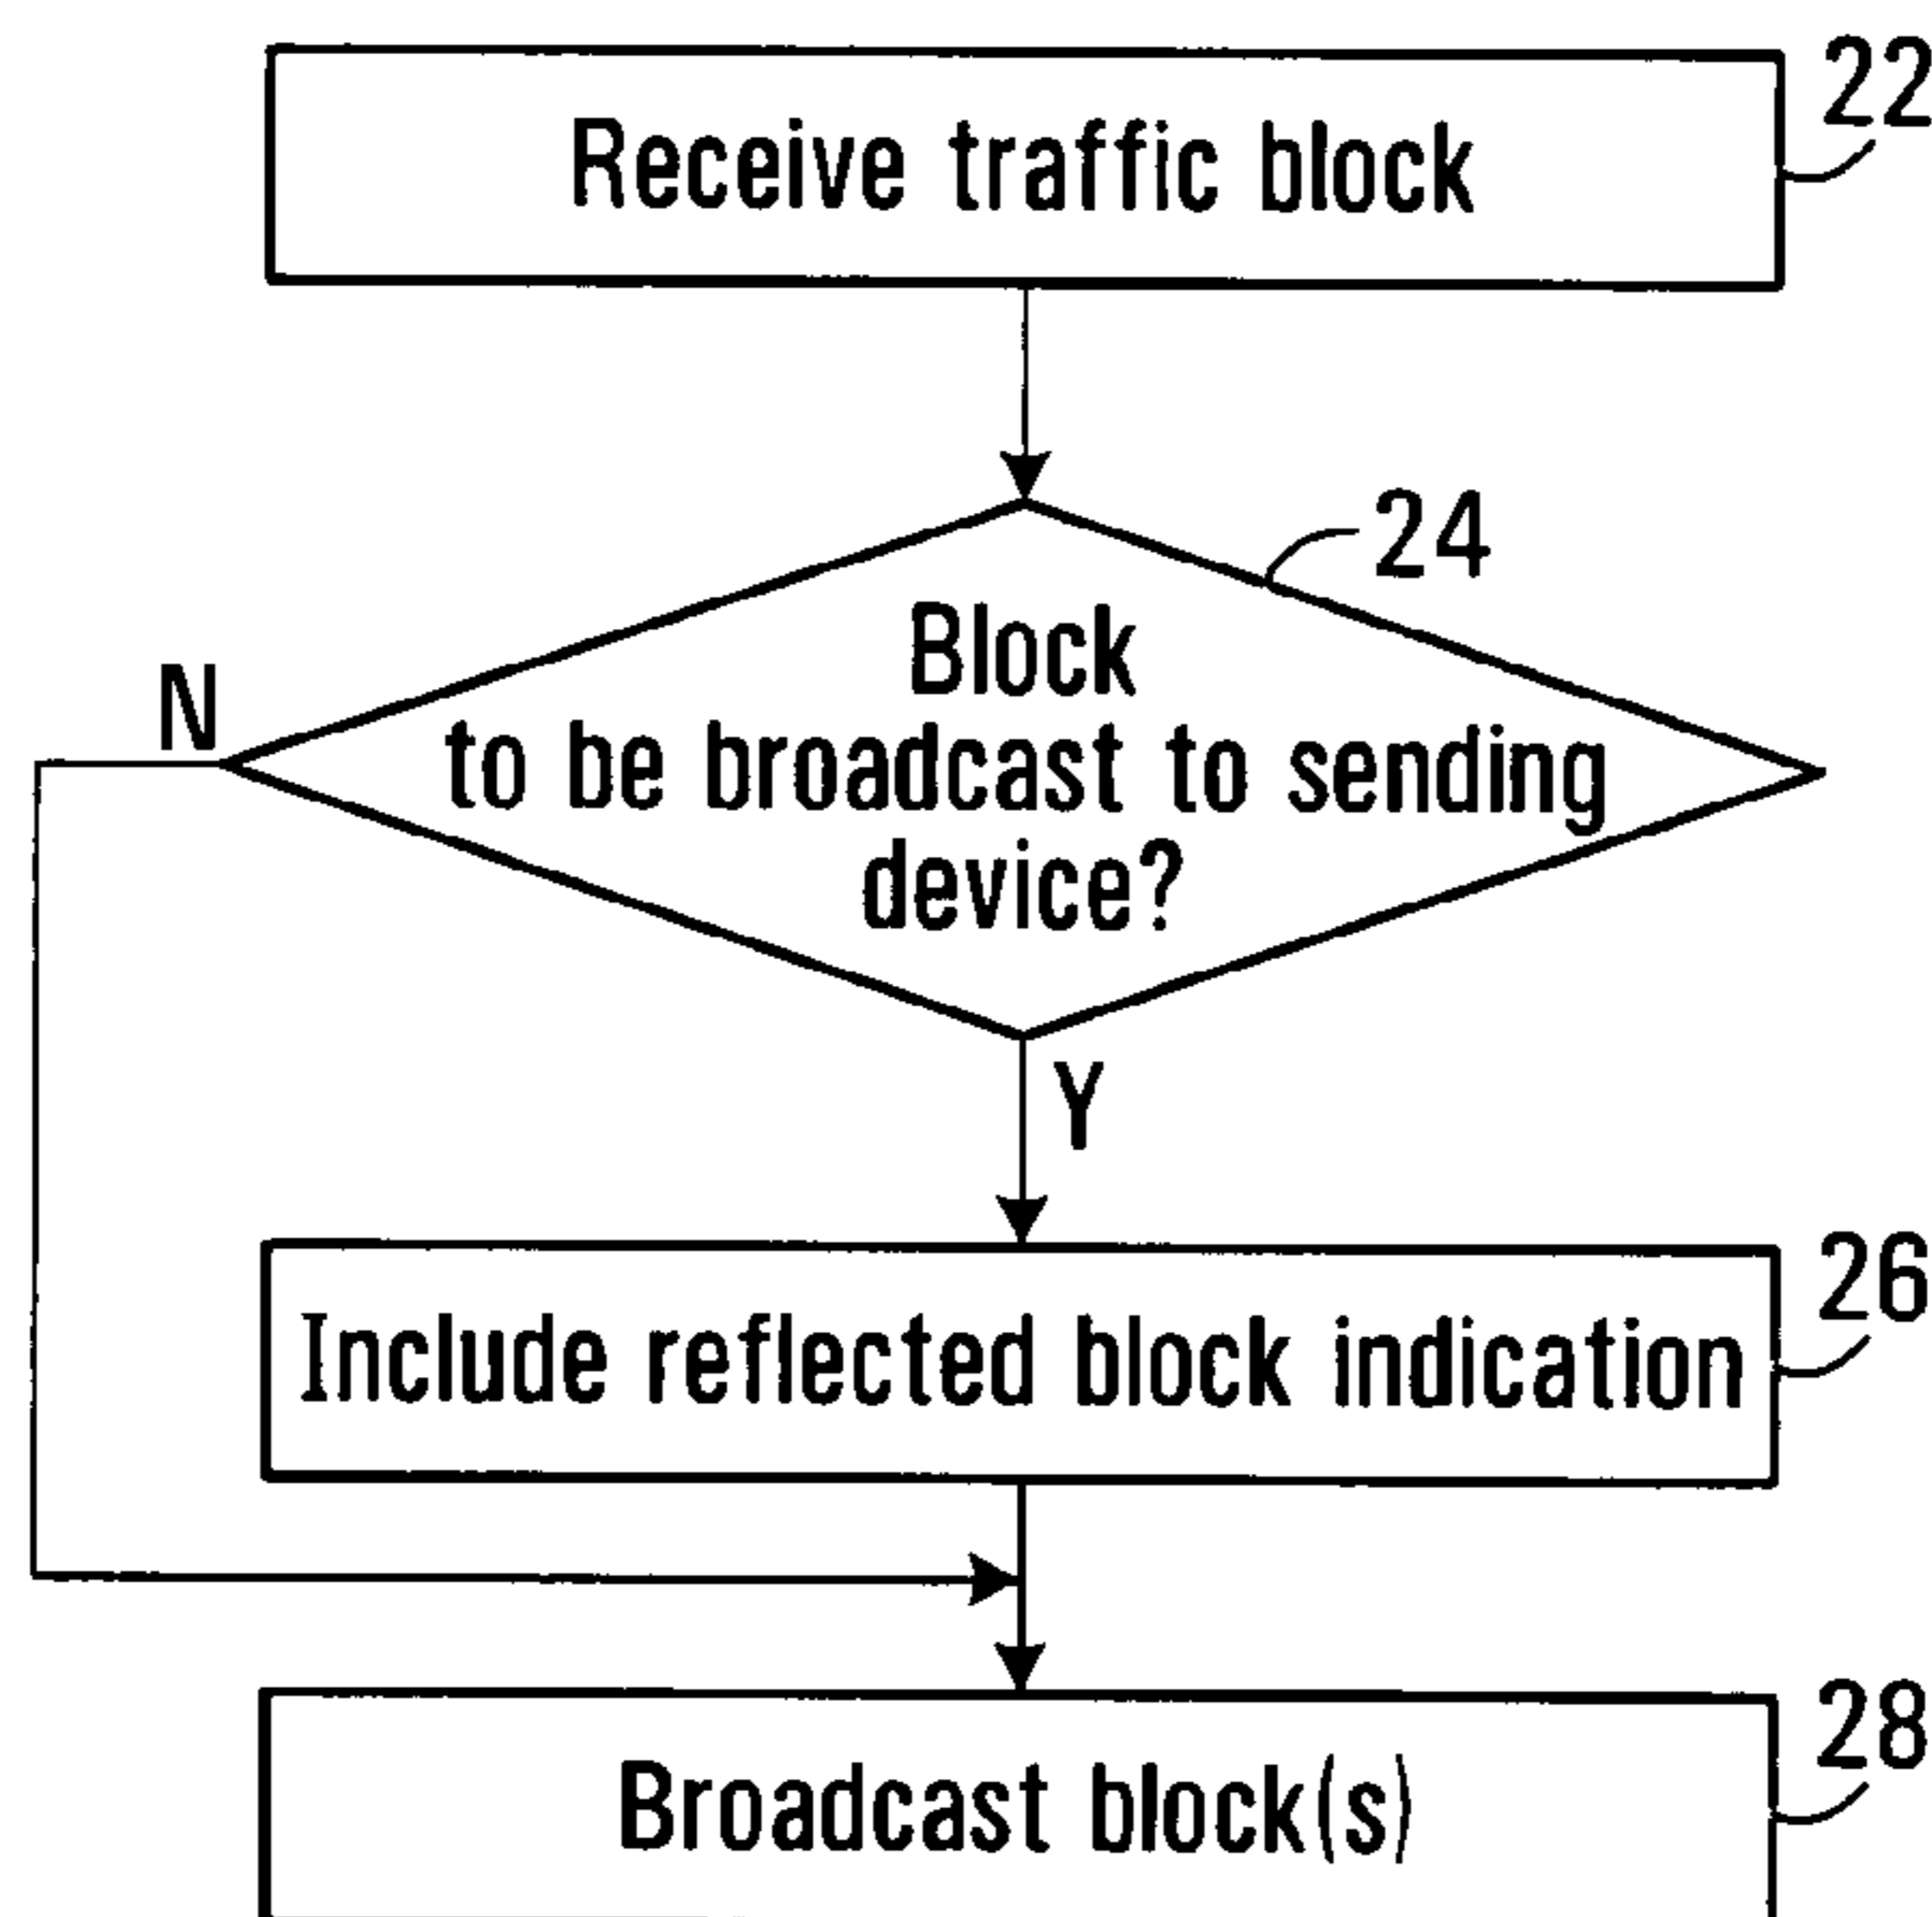 22
Receive traffic block
24
Block
to be broadcast to sending
device?
N
Y
26
Include reflected block indication
28
Broadcast block(s)